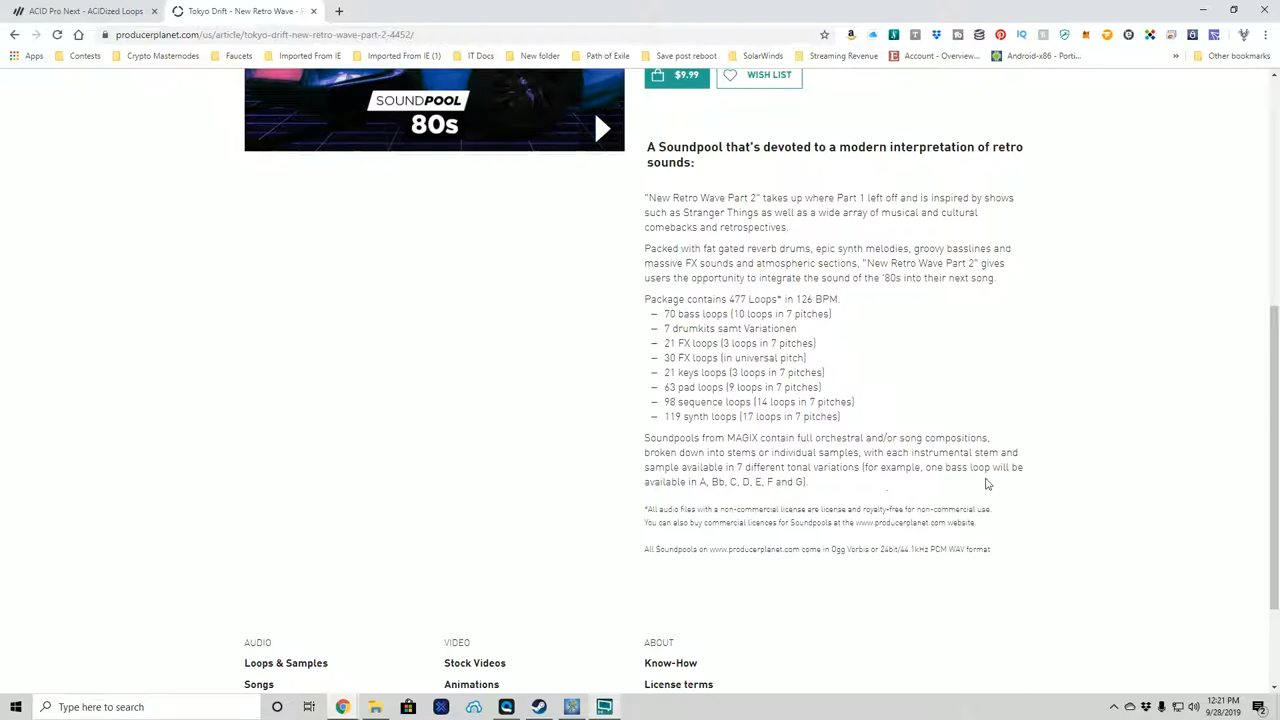 ACID Pro Next - ACIDized Loops
Tokyo Drift - New Retro Wave - P
producerplanet.com/us/article/tokyo-drift-new-retro-wave-part-2-4452/
Apps Contests Crypto Masternodes Faucets Imported From IE Imported From IE (1) IT Docs New folder Path of Exile Save post reboot SolarWinds Streaming Revenue Account - Overview... Android-x86 - Porti... » Other bookmarks
$9.99 WISH LIST
SOUNDPOOL
80s
A Soundpool that's devoted to a modern interpretation of retro
sounds:
"New Retro Wave Part 2" takes up where Part 1 left off and is inspired by shows
such as Stranger Things as well as a wide array of musical and cultural
comebacks and retrospectives.
Packed with fat gated reverb drums, epic synth melodies, groovy basslines and
massive FX sounds and atmospheric sections, "New Retro Wave Part 2" gives
users the opportunity to integrate the sound of the '80s into their next song.
Package contains 477 Loops* in 126 BPM.
– 70 bass loops (10 loops in 7 pitches)
– 7 drumkits samt Variationen
– 21 FX loops (3 loops in 7 pitches)
– 30 FX loops (in universal pitch)
– 21 keys loops (3 loops in 7 pitches)
– 63 pad loops (9 loops in 7 pitches)
– 98 sequence loops (14 loops in 7 pitches)
– 119 synth loops (17 loops in 7 pitches)
Soundpools from MAGIX contain full orchestral and/or song compositions,
broken down into stems or individual samples, with each instrumental stem and
sample available in 7 different tonal variations (for example, one bass loop will be
available in A, Bb, C, D, E, F and G).
*All audio files with a non-commercial license are license and royalty-free for non-commercial use.
You can also buy commercial licences for Soundpools at the www.producerplanet.com website.
All Soundpools on www.producerplanet.com come in Ogg Vorbis or 24bit/44.1kHz PCM WAV format
AUDIO VIDEO ABOUT
Loops & Samples Stock Videos Know-How
Songs Animations License terms
Type here to search
12:21 PM
9/28/2019